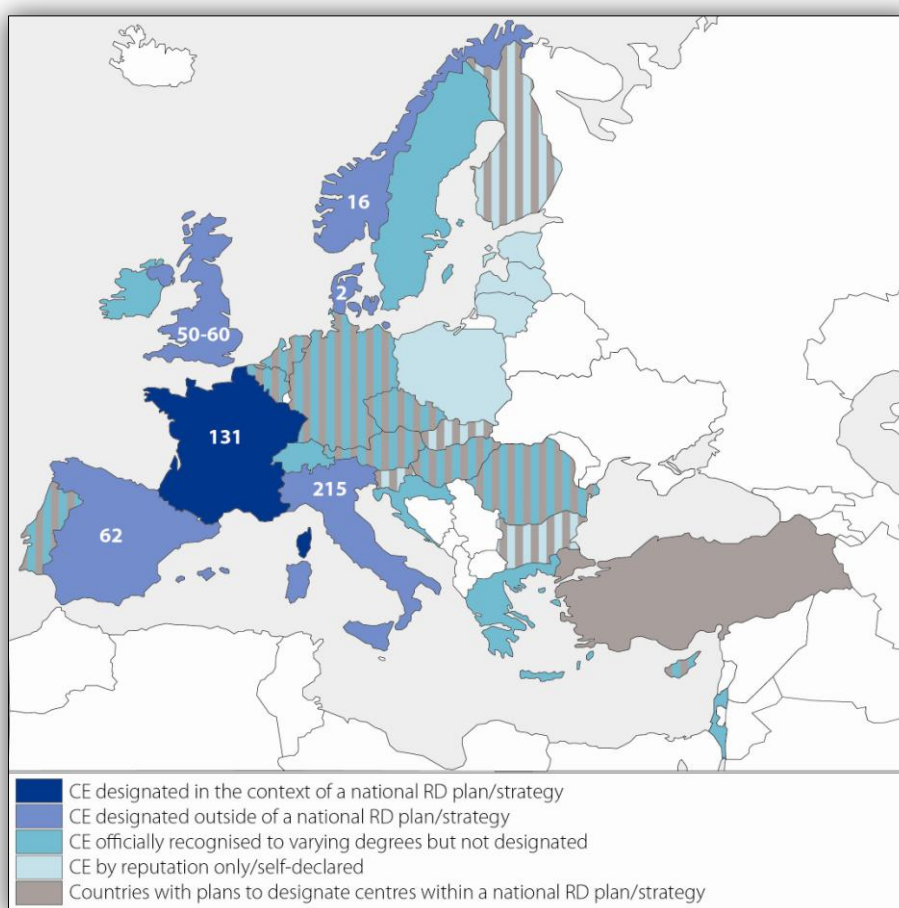 16
2
50-60
131
215
62
CE designated in the context of a national RD plan/strategy
CE designated outside of a national RD plan/strategy
CE officially recognised to varying degrees but not designated
CE by reputation only/self-declared
Countries with plans to designate centres within a national RD plan/strategy